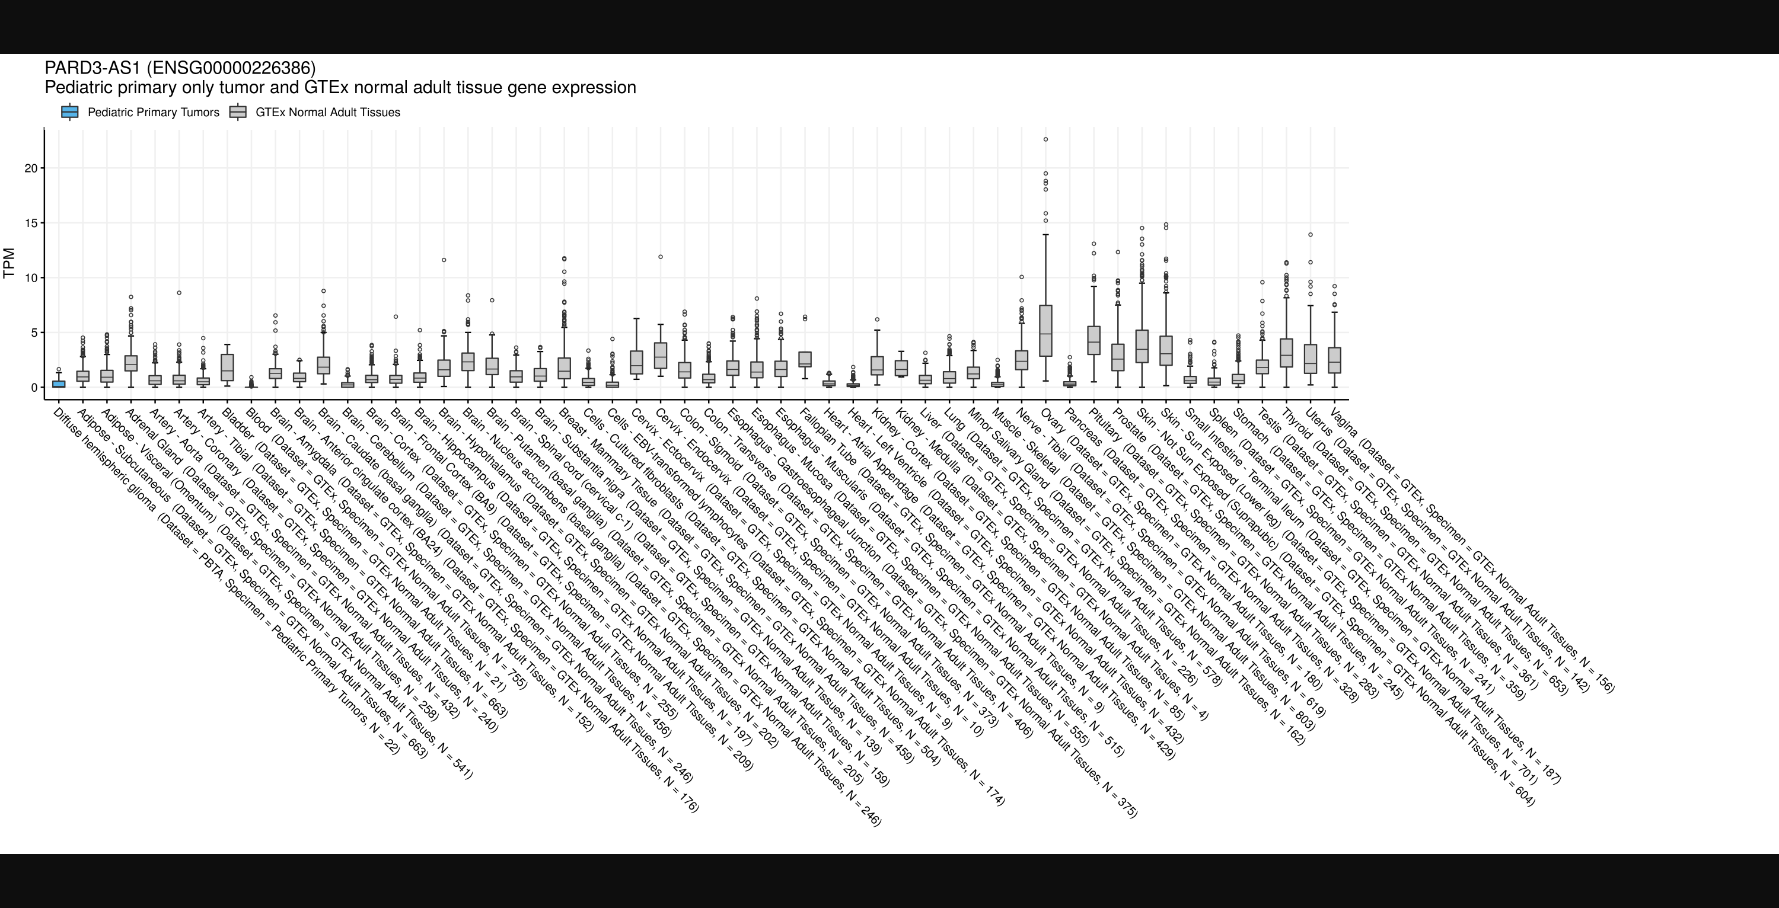 PARD3-AS1 (ENSG00000226386)
Pediatric primary only tumor and GTEx normal adult tissue gene expression
Pediatric Primary Tumors
GTEx Normal Adult Tissues
TPM
20
15
10
5
0
Diffuse hemispheric glioma (Dataset = PBTA, Specimen = Pediatric Primary Tumors, N = 22)
Adipose - Subcutaneous (Dataset = GTEx, Specimen = GTEx Normal Adult Tissues, N = 663)
Adipose - Visceral (Omentum) (Dataset = GTEx, Specimen = GTEx Normal Adult Tissues, N = 541)
Adrenal Gland (Dataset = GTEx, Specimen = GTEx Normal Adult Tissues, N = 258)
Artery - Aorta (Dataset = GTEx, Specimen = GTEx Normal Adult Tissues, N = 432)
Artery - Coronary (Dataset = GTEx, Specimen = GTEx Normal Adult Tissues, N = 240)
Artery - Tibial (Dataset = GTEx, Specimen = GTEx Normal Adult Tissues, N = 663)
Bladder (Dataset = GTEx, Specimen = GTEx Normal Adult Tissues, N = 21)
Blood (Dataset = GTEx, Specimen = GTEx Normal Adult Tissues, N = 755)
Brain - Amygdala (Dataset = GTEx, Specimen = GTEx Normal Adult Tissues, N = 152)
Brain - Anterior cingulate cortex (BA24) (Dataset = GTEx, Specimen = GTEx Normal Adult Tissues, N = 176)
Brain - Caudate (basal ganglia) (Dataset = GTEx, Specimen = GTEx Normal Adult Tissues, N = 246)
Brain - Cerebellum (Dataset = GTEx, Specimen = GTEx Normal Adult Tissues, N = 456)
Brain - Cortex (Dataset = GTEx, Specimen = GTEx Normal Adult Tissues, N = 255)
Brain - Frontal Cortex (BA9) (Dataset = GTEx, Specimen = GTEx Normal Adult Tissues, N = 209)
Brain - Hippocampus (Dataset = GTEx, Specimen = GTEx Normal Adult Tissues, N = 197)
Brain - Hypothalamus (Dataset = GTEx, Specimen = GTEx Normal Adult Tissues, N = 202)
Brain - Nucleus accumbens (basal ganglia) (Dataset = GTEx, Specimen = GTEx Normal Adult Tissues, N = 246)
Brain - Putamen (basal ganglia) (Dataset = GTEx, Specimen = GTEx Normal Adult Tissues, N = 205)
Brain - Spinal cord (cervical c-1) (Dataset = GTEx, Specimen = GTEx Normal Adult Tissues, N = 159)
Brain - Substantia nigra (Dataset = GTEx, Specimen = GTEx Normal Adult Tissues, N = 139)
Breast - Mammary Tissue (Dataset = GTEx, Specimen = GTEx Normal Adult Tissues, N = 459)
Cells - Cultured fibroblasts (Dataset = GTEx, Specimen = GTEx Normal Adult Tissues, N = 504)
Cells - EBV-transformed lymphocytes (Dataset = GTEx, Specimen = GTEx Normal Adult Tissues, N = 174)
Cervix - Ectocervix (Dataset = GTEx, Specimen = GTEx Normal Adult Tissues, N = 9)
Cervix - Endocervix (Dataset = GTEx, Specimen = GTEx Normal Adult Tissues, N = 10)
Colon - Sigmoid (Dataset = GTEx, Specimen = GTEx Normal Adult Tissues, N = 373)
Colon - Transverse (Dataset = GTEx, Specimen = GTEx Normal Adult Tissues, N = 406)
Esophagus - Gastroesophageal Junction (Dataset = GTEx, Specimen = GTEx Normal Adult Tissues, N = 375)
Esophagus - Mucosa (Dataset = GTEx, Specimen = GTEx Normal Adult Tissues, N = 555)
Esophagus - Muscularis (Dataset = GTEx, Specimen = GTEx Normal Adult Tissues, N = 515)
Fallopian Tube (Dataset = GTEx, Specimen = GTEx Normal Adult Tissues, N = 9)
Heart - Atrial Appendage (Dataset = GTEx, Specimen = GTEx Normal Adult Tissues, N = 429)
Heart - Left Ventricle (Dataset = GTEx, Specimen = GTEx Normal Adult Tissues, N = 432)
Kidney - Cortex (Dataset = GTEx, Specimen = GTEx Normal Adult Tissues, N = 85)
Kidney - Medulla (Dataset = GTEx, Specimen = GTEx Normal Adult Tissues, N = 4)
Liver (Dataset = GTEx, Specimen = GTEx Normal Adult Tissues, N = 226)
Lung (Dataset = GTEx, Specimen = GTEx Normal Adult Tissues, N = 578)
Minor Salivary Gland (Dataset = GTEx, Specimen = GTEx Normal Adult Tissues, N = 162)
Muscle - Skeletal (Dataset = GTEx, Specimen = GTEx Normal Adult Tissues, N = 803)
Nerve - Tibial (Dataset = GTEx, Specimen = GTEx Normal Adult Tissues, N = 619)
Ovary (Dataset = GTEx, Specimen = GTEx Normal Adult Tissues, N = 180)
Pancreas (Dataset = GTEx, Specimen = GTEx Normal Adult Tissues, N = 328)
Pituitary (Dataset = GTEx, Specimen = GTEx Normal Adult Tissues, N = 283)
Prostate (Dataset = GTEx, Specimen = GTEx Normal Adult Tissues, N = 245)
Skin - Not Sun Exposed (Suprapubic) (Dataset = GTEx, Specimen = GTEx Normal Adult Tissues, N = 604)
Skin - Sun Exposed (Lower leg) (Dataset = GTEx, Specimen = GTEx Normal Adult Tissues, N = 701)
Small Intestine - Terminal Ileum (Dataset = GTEx, Specimen = GTEx Normal Adult Tissues, N = 187)
Spleen (Dataset = GTEx, Specimen = GTEx Normal Adult Tissues, N = 241)
Stomach (Dataset = GTEx, Specimen = GTEx Normal Adult Tissues, N = 359)
Testis (Dataset = GTEx, Specimen = GTEx Normal Adult Tissues, N = 361)
Thyroid (Dataset = GTEx, Specimen = GTEx Normal Adult Tissues, N = 653)
Uterus (Dataset = GTEx, Specimen = GTEx Normal Adult Tissues, N = 142)
Vagina (Dataset = GTEx, Specimen = GTEx Normal Adult Tissues, N = 156)